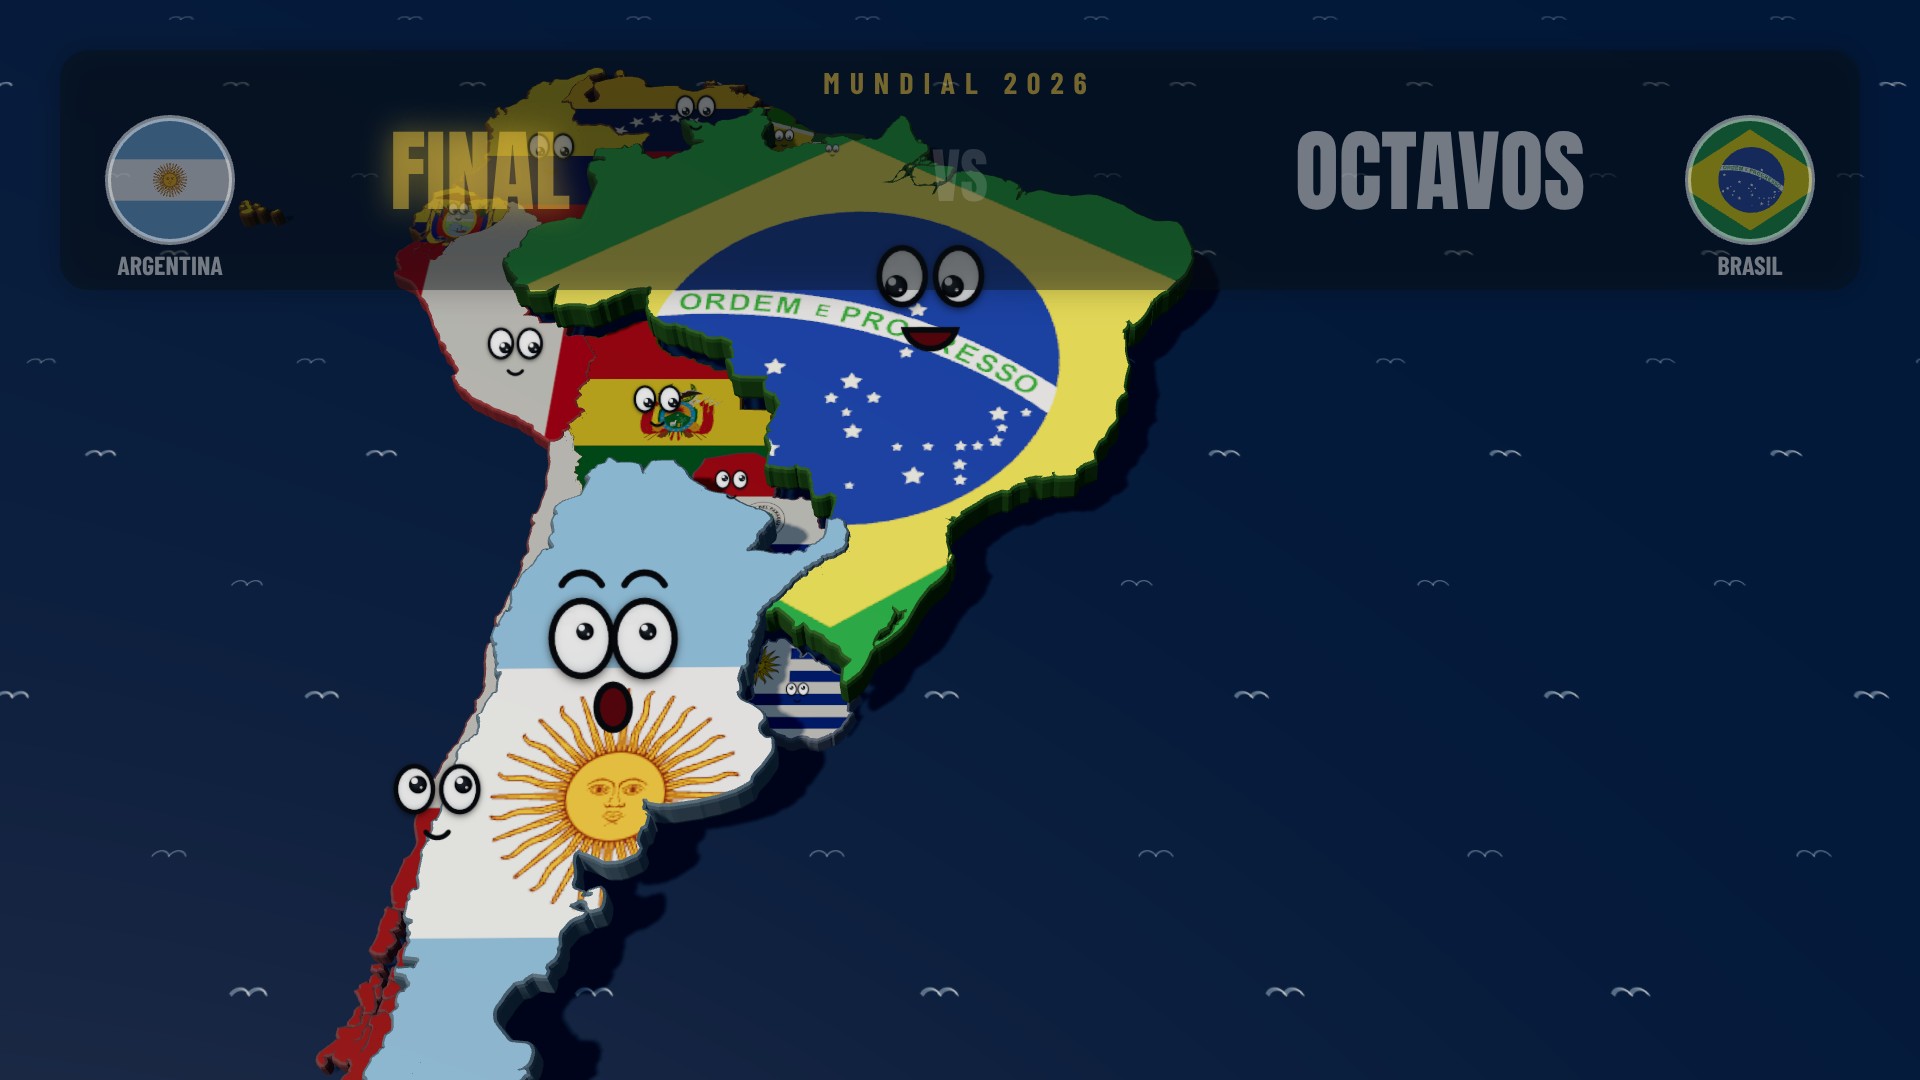 MUNDIAL 2026
FINAL
VS
OCTAVOS
ARGENTINA
BRASIL
ORDEM E PROGRESSO